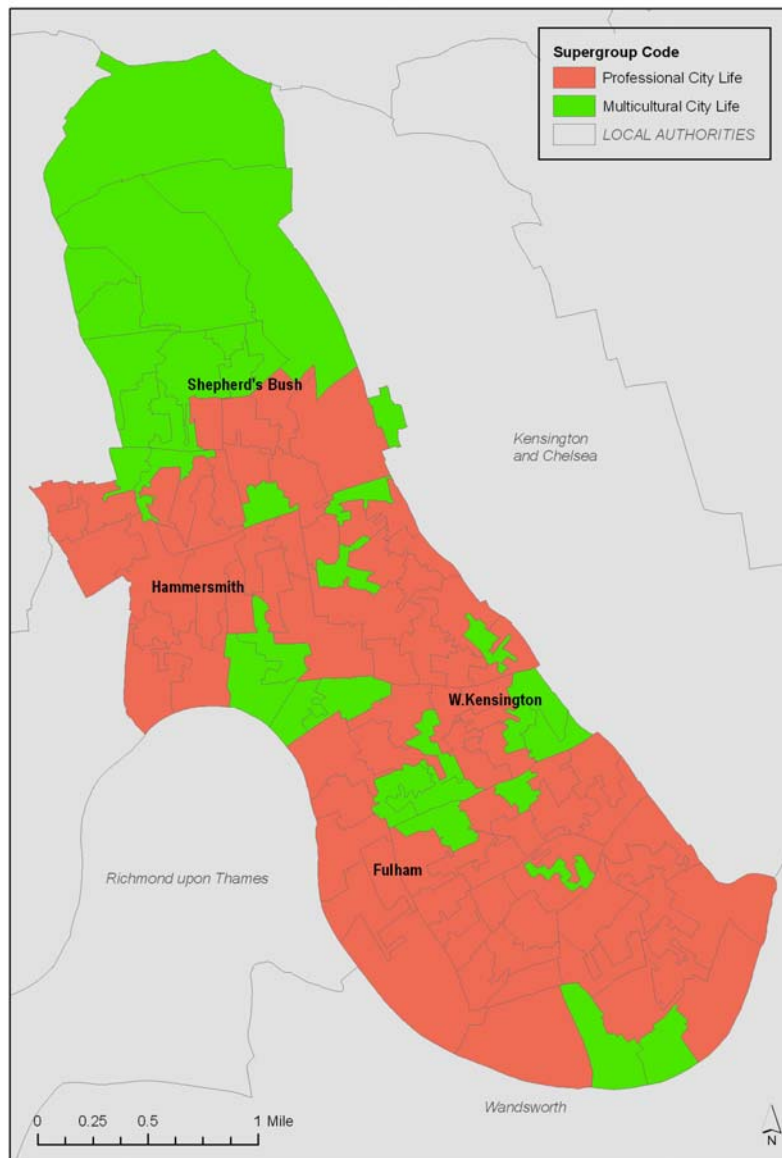 Supergroup Code
Professional City Life
Multicultural City Life
LOCAL AUTHORITIES
Shepherd's Bush
Kensington
and Chelsea
Hammersmith
W.Kensington
Fulham
Richmond upon Thames
Wandsworth
0 0.25 0.5 1 Mile
N